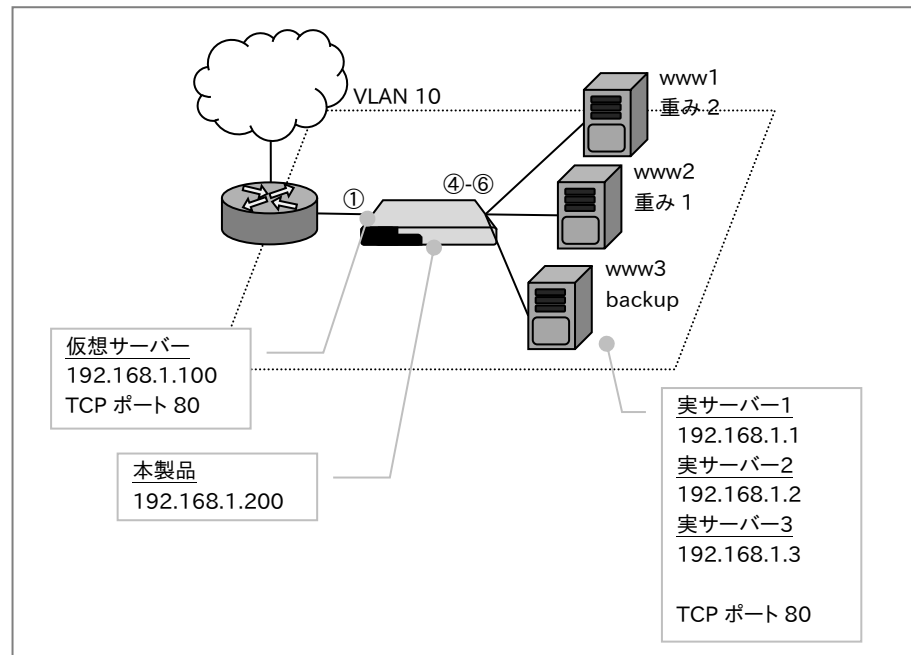 VLAN 10
www1
重み 2
①
④-⑥
www2
重み 1
www3
backup
仮想サーバー
192.168.1.100
TCP ポート 80
本製品
192.168.1.200
実サーバー1
192.168.1.1
実サーバー2
192.168.1.2
実サーバー3
192.168.1.3
TCP ポート 80